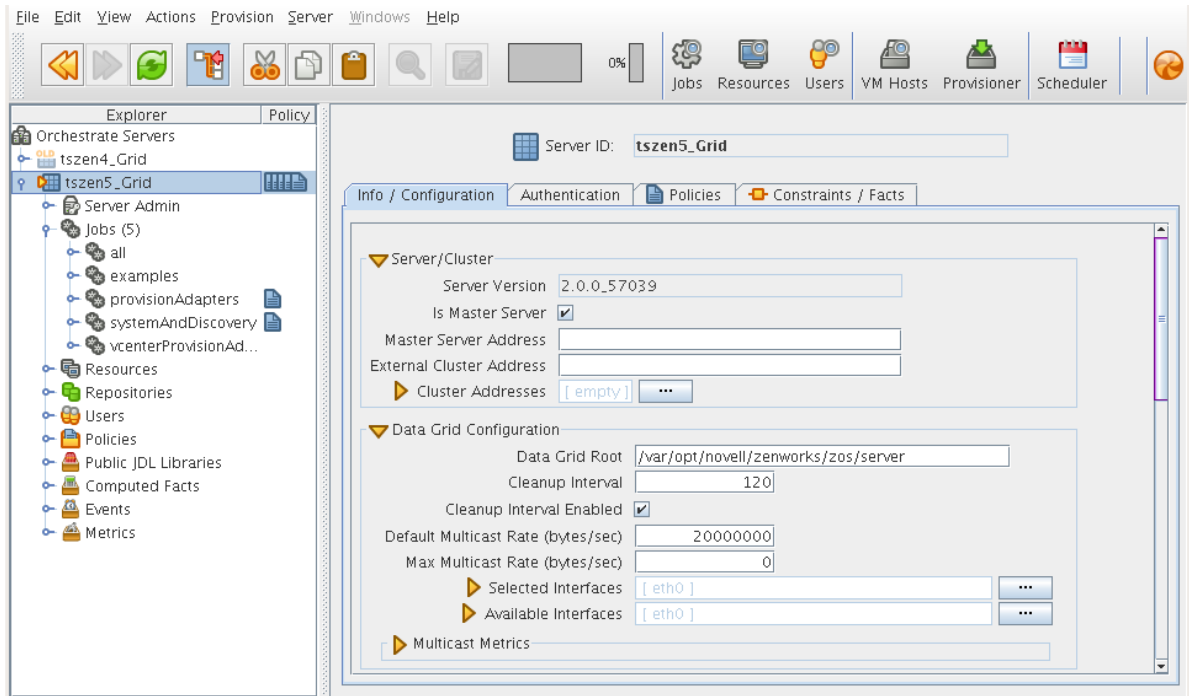 File Edit View Actions Provision Server Windows Help
0%
Jobs Resources Users VM Hosts Provisioner Scheduler
Explorer Policy
Orchestrate Servers
OLD
tszen4_Grid
tszen5_Grid
Server Admin
Jobs (5)
all
examples
provisionAdapters
systemAndDiscovery
vcenterProvisionAd...
Resources
Repositories
Users
Policies
Public JDL Libraries
Computed Facts
Events
Metrics
Server ID: tszen5_Grid
Info / Configuration Authentication Policies Constraints / Facts
Server/Cluster
Server Version 2.0.0_57039
Is Master Server
Master Server Address
External Cluster Address
Cluster Addresses [ empty ] ...
Data Grid Configuration
Data Grid Root /var/opt/novell/zenworks/zos/server
Cleanup Interval 120
Cleanup Interval Enabled
Default Multicast Rate (bytes/sec) 20000000
Max Multicast Rate (bytes/sec) 0
Selected Interfaces [ eth0 ] ...
Available Interfaces [ eth0 ] ...
Multicast Metrics